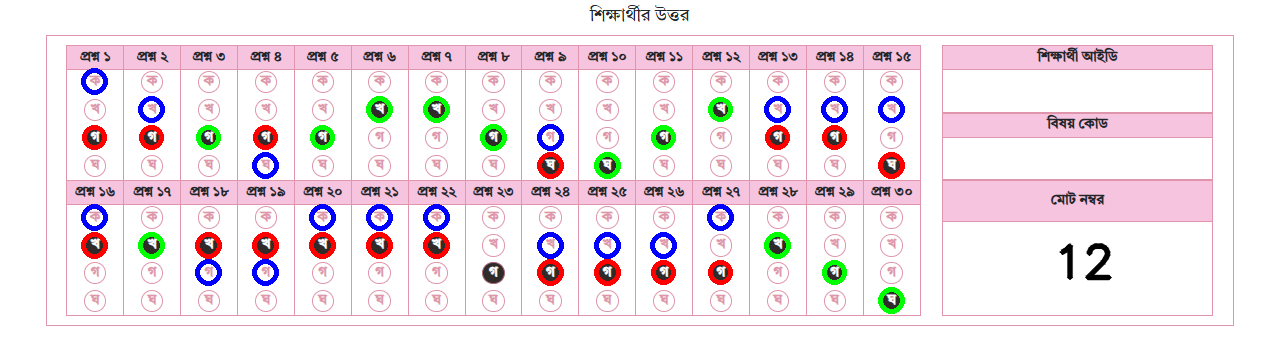 শিক্ষার্থীর উত্তর
প্রশ্ন ১ প্রশ্ন ২ প্রশ্ন ৩ প্রশ্ন ৪ প্রশ্ন ৫ প্রশ্ন ৬ প্রশ্ন ৭ প্রশ্ন ৮ প্রশ্ন ৯ প্রশ্ন ১০ প্রশ্ন ১১ প্রশ্ন ১২ প্রশ্ন ১৩ প্রশ্ন ১৪ প্রশ্ন ১৫
ক ক ক ক ক ক ক ক ক ক ক ক ক ক ক
খ খ খ খ খ খ খ খ খ খ খ খ খ খ খ
গ গ গ গ গ গ গ গ গ গ গ গ গ গ গ
ঘ ঘ ঘ ঘ ঘ ঘ ঘ ঘ ঘ ঘ ঘ ঘ ঘ ঘ ঘ
প্রশ্ন ১৬ প্রশ্ন ১৭ প্রশ্ন ১৮ প্রশ্ন ১৯ প্রশ্ন ২০ প্রশ্ন ২১ প্রশ্ন ২২ প্রশ্ন ২৩ প্রশ্ন ২৪ প্রশ্ন ২৫ প্রশ্ন ২৬ প্রশ্ন ২৭ প্রশ্ন ২৮ প্রশ্ন ২৯ প্রশ্ন ৩০
ক ক ক ক ক ক ক ক ক ক ক ক ক ক ক
খ খ খ খ খ খ খ খ খ খ খ খ খ খ খ
গ গ গ গ গ গ গ গ গ গ গ গ গ গ গ
ঘ ঘ ঘ ঘ ঘ ঘ ঘ ঘ ঘ ঘ ঘ ঘ ঘ ঘ ঘ
শিক্ষার্থী আইডি
বিষয় কোড
মোট নম্বর
12